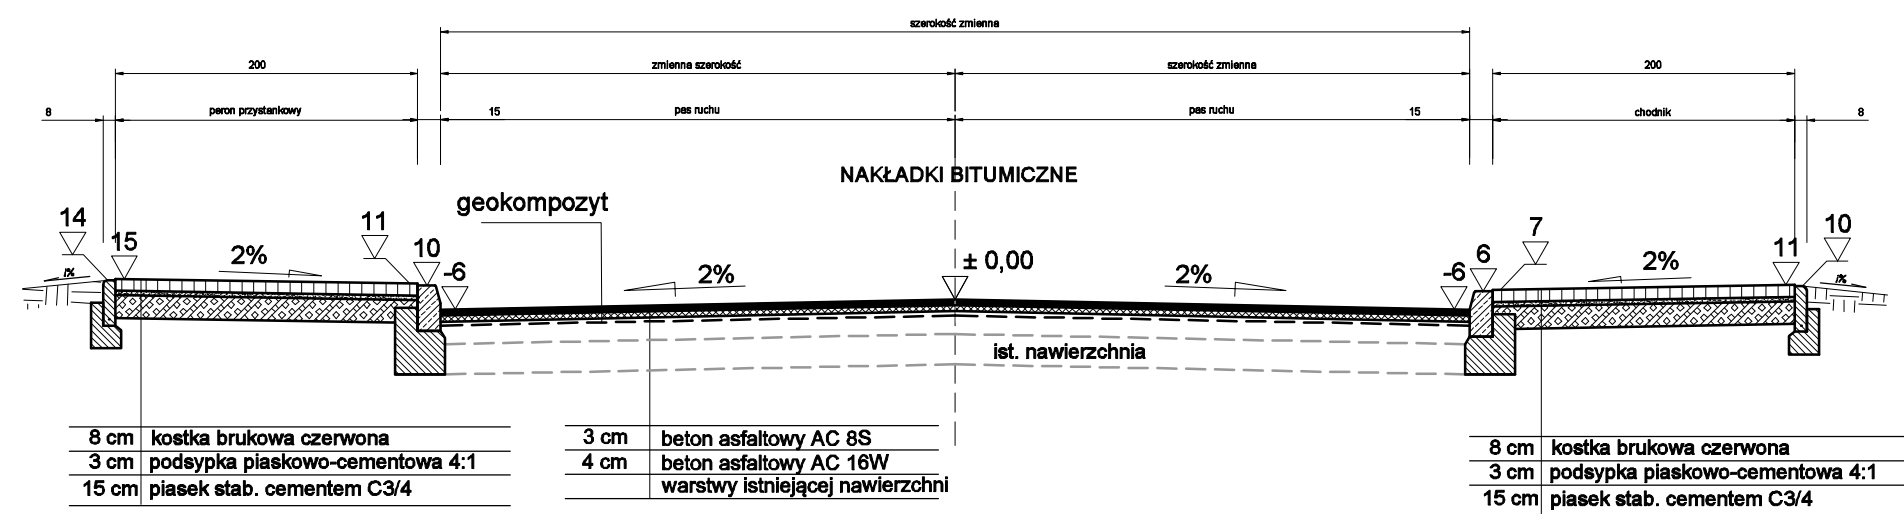 szerokość zmienna
200
zmienna szerokość
szerokość zmienna
200
8
peron przystankowy
15
pas ruchu
pas ruchu
15
chodnik
8
NAKŁADKI BITUMICZNE
geokompozyt
14
15
2%
11
10
-6
2%
± 0,00
2%
-6
6
7
2%
11
10
i%
i%
ist. nawierzchnia
8 cm kostka brukowa czerwona
3 cm podsypka piaskowo-cementowa 4:1
15 cm piasek stab. cementem C3/4
3 cm beton asfaltowy AC 8S
4 cm beton asfaltowy AC 16W
warstwy istniejącej nawierzchni
8 cm kostka brukowa czerwona
3 cm podsypka piaskowo-cementowa 4:1
15 cm piasek stab. cementem C3/4